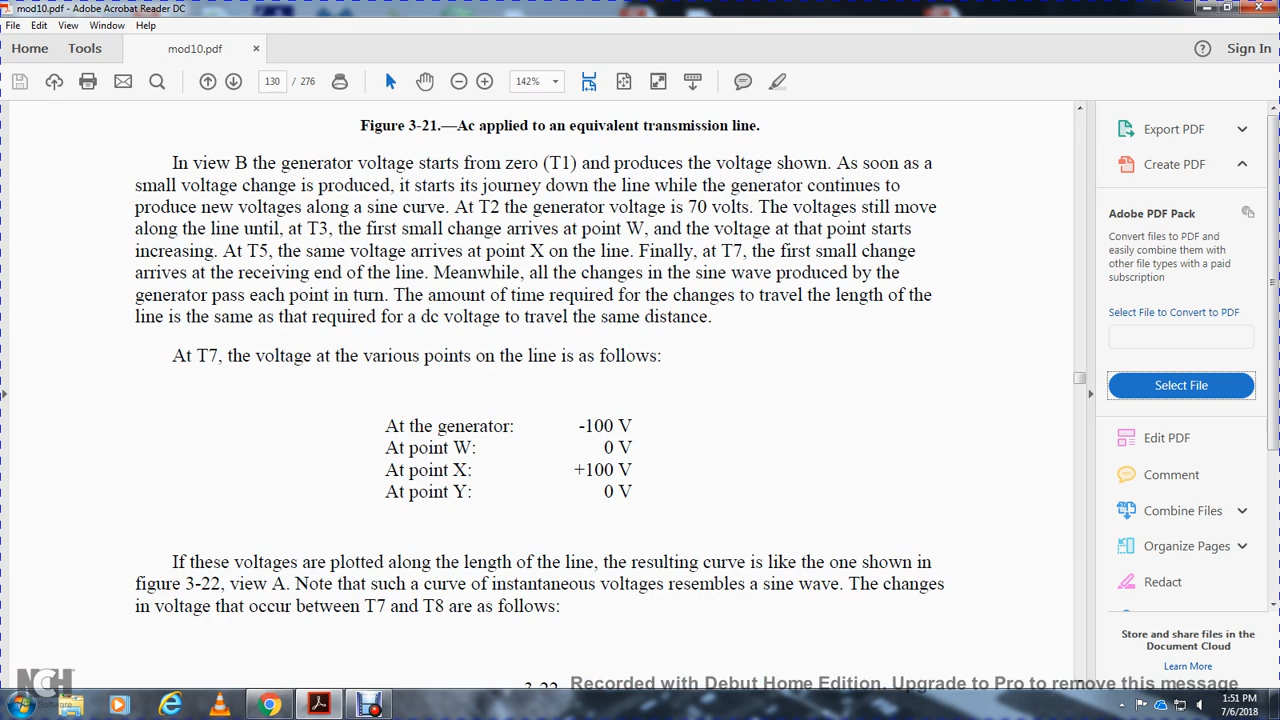 mod10.pdf - Adobe Acrobat Reader DC
File Edit View Window Help
Home Tools mod10.pdf × Sign In
130 / 276 142%
Figure 3-21.—Ac applied to an equivalent transmission line.
In view B the generator voltage starts from zero (T1) and produces the voltage shown. As soon as a
small voltage change is produced, it starts its journey down the line while the generator continues to
produce new voltages along a sine curve. At T2 the generator voltage is 70 volts. The voltages still move
along the line until, at T3, the first small change arrives at point W, and the voltage at that point starts
increasing. At T5, the same voltage arrives at point X on the line. Finally, at T7, the first small change
arrives at the receiving end of the line. Meanwhile, all the changes in the sine wave produced by the
generator pass each point in turn. The amount of time required for the changes to travel the length of the
line is the same as that required for a dc voltage to travel the same distance.
At T7, the voltage at the various points on the line is as follows:
At the generator: -100 V
At point W: 0 V
At point X: +100 V
At point Y: 0 V
If these voltages are plotted along the length of the line, the resulting curve is like the one shown in
figure 3-22, view A. Note that such a curve of instantaneous voltages resembles a sine wave. The changes
in voltage that occur between T7 and T8 are as follows:
3-22
Export PDF
Create PDF
Adobe PDF Pack
Convert files to PDF and
easily combine them with
other file types with a paid
subscription
Select File to Convert to PDF
Select File
Edit PDF
Comment
Combine Files
Organize Pages
Redact
Store and share files in the
Document Cloud
Learn More
NCH
Software
Recorded with Debut Home Edition. Upgrade to Pro to remove this message
1:51 PM
7/6/2018